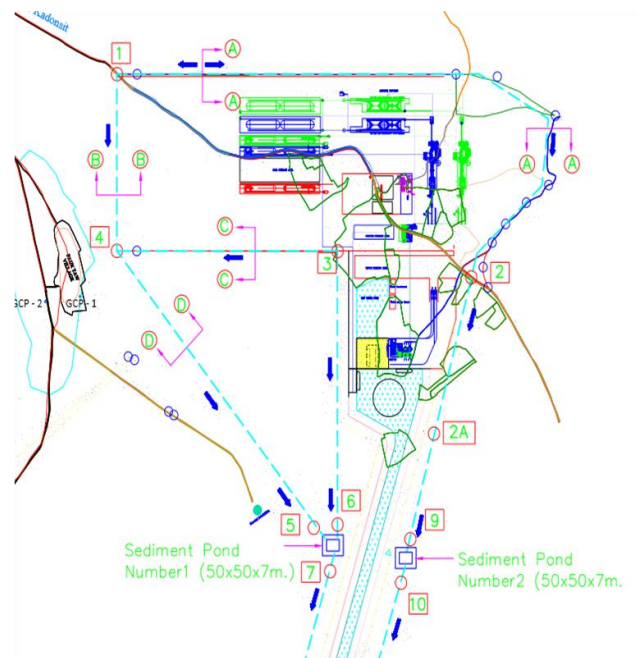 Kadonsit
1
A
A
B
B
A
A
C
4
3
2
C
GCP-2
GCP-1
D
D
2A
6
5
9
Sediment Pond
Number1 (50x50x7m.)
7
Sediment Pond
Number2 (50x50x7m.
10